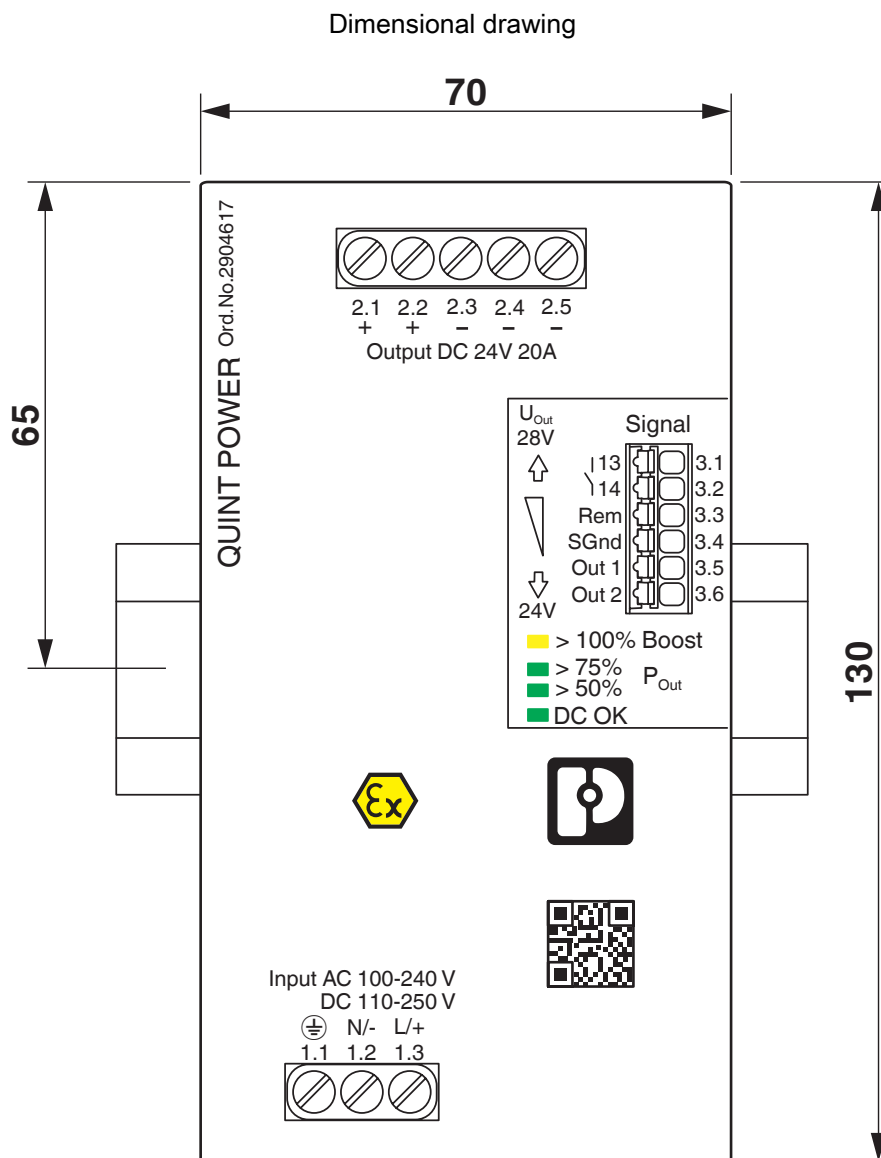 Dimensional drawing
70
65
130
QUINT POWER Ord.No.2904617
2.1 2.2 2.3 2.4 2.5
+ + – – –
Output DC 24V 20A
UOut
28V
24V
Signal
13 3.1
14 3.2
Rem 3.3
SGnd 3.4
Out 1 3.5
Out 2 3.6
> 100% Boost
> 75%
> 50%
POut
DC OK
Ex
Input AC 100-240 V
DC 110-250 V
N/- L/+
1.1 1.2 1.3